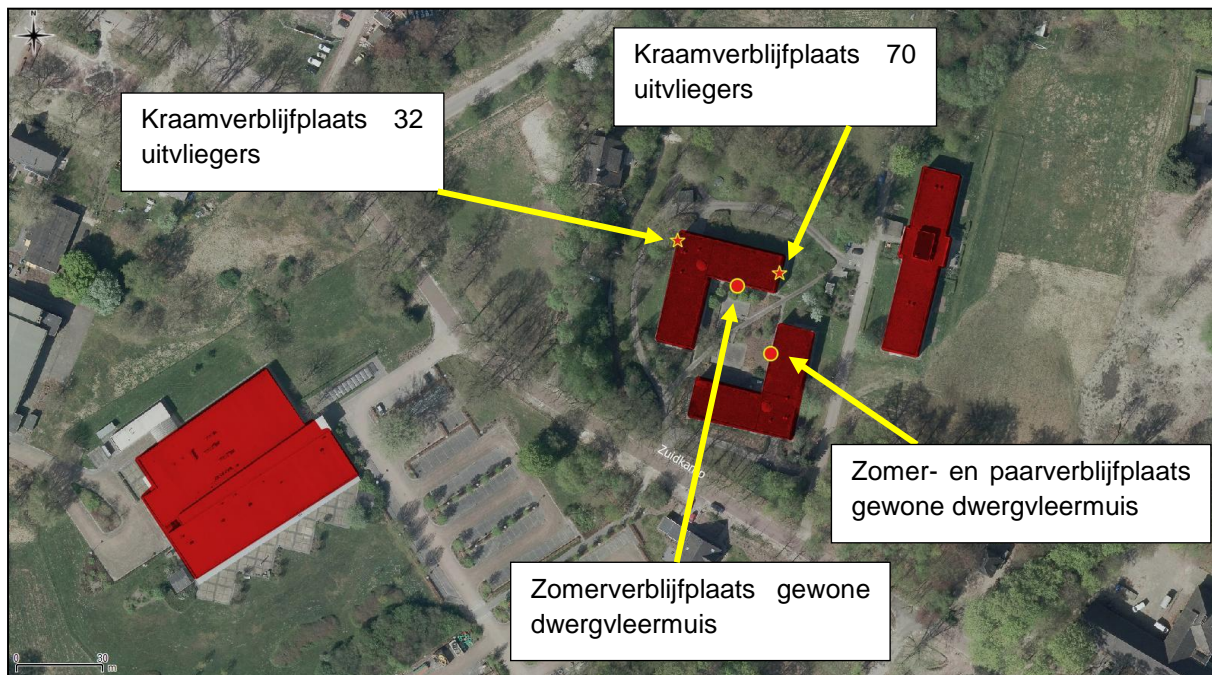 N
Kraamverblijfplaats 70
uitvliegers
Kraamverblijfplaats 32
uitvliegers
Zuidkamp
Zomer- en paarverblijfplaats
gewone dwergvleermuis
Zomerverblijfplaats gewone
dwergvleermuis
0 30
m